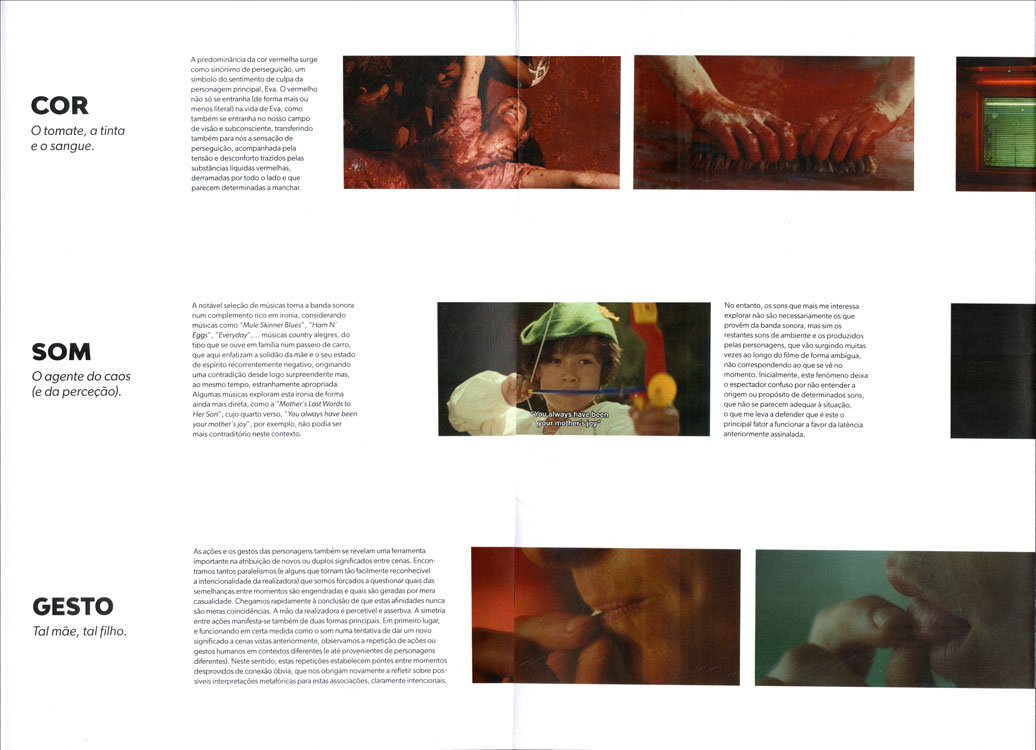 COR
O tomate, a tinta
e o sangue.
A predominância da cor vermelha surge
como sinónimo de perseguição, um
símbolo do sentimento de culpa da
personagem principal, Eva. O vermelho
não só se entranha (de forma mais ou
menos literal) na vida de Eva, como
também se entranha no nosso campo
de visão e subconsciente, transferindo
também para nós a sensação de
perseguição, acompanhada pela
tensão e desconforto trazidos pelas
substâncias líquidas vermelhas,
derramadas por todo o lado e que
parecem determinadas a manchar.
SOM
O agente do caos
(e da perceção).
A notável seleção de músicas torna a banda sonora
num complemento rico em ironia, considerando
músicas como "Mule Skinner Blues", "Ham N'
Eggs", "Everyday",... músicas country alegres, do
tipo que se ouve em família num passeio de carro,
que aqui enfatizam a solidão da mãe e o seu estado
de espírito recorrentemente negativo, originando
uma contradição desde logo surpreendente mas,
ao mesmo tempo, estranhamente apropriada.
Algumas músicas exploram esta ironia de forma
ainda mais direta, como a "Mother's Last Words to
Her Son", cujo quarto verso, "You always have been
your mother's joy", por exemplo, não podia ser
mais contraditório neste contexto.
"You always have been
your mother's joy"
No entanto, os sons que mais me interessa
explorar não são necessariamente os que
provêm da banda sonora, mas sim os
restantes sons de ambiente e os produzidos
pelas personagens, que vão surgindo muitas
vezes ao longo do filme de forma ambígua,
não correspondendo ao que se vê no
momento. Inicialmente, este fenómeno deixa
o espectador confuso por não entender a
origem ou propósito de determinados sons,
que não se parecem adequar à situação,
o que me leva a defender que é este o
principal fator a funcionar a favor da latência
anteriormente assinalada.
GESTO
Tal mãe, tal filho.
As ações e os gestos das personagens também se revelam uma ferramenta
importante na atribuição de novos ou duplos significados entre cenas. Encon-
tramos tantos paralelismos (e alguns que tornam tão facilmente reconhecível
a intencionalidade da realizadora) que somos forçados a questionar quais das
semelhanças entre momentos são engendradas e quais são geradas por mera
casualidade. Chegamos rapidamente à conclusão de que estas afinidades nunca
são meras coincidências. A mão da realizadora é percetível e assertiva. A simetria
entre ações manifesta-se também de duas formas principais. Em primeiro lugar,
e funcionando em certa medida como o som numa tentativa de dar um novo
significado a cenas vistas anteriormente, observamos a repetição de ações ou
gestos humanos em contextos diferentes (e até provenientes de personagens
diferentes). Neste sentido, estas repetições estabelecem pontes entre momentos
desprovidos de conexão óbvia, que nos obrigam novamente a refletir sobre pos-
síveis interpretações metafóricas para estas associações, claramente intencionais.